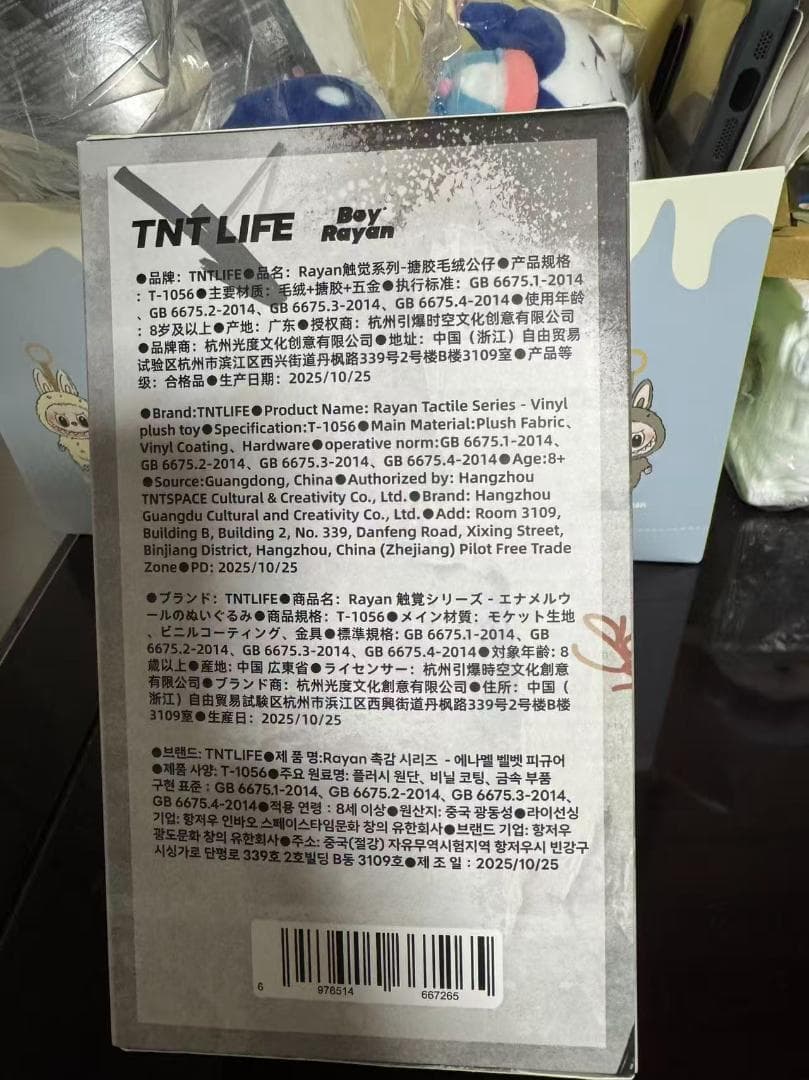 TNT LIFE Boy Rayan
●品牌：TNTLIFE●品名：Rayan触觉系列-搪胶毛绒公仔●产品规格
：T-1056●主要材质：毛绒+搪胶+五金●执行标准：GB 6675.1-2014
、GB 6675.2-2014、GB 6675.3-2014、GB 6675.4-2014●使用年龄
：8岁及以上●产地：广东●授权商：杭州引爆时空文化创意有限公司
●品牌商：杭州光度文化创意有限公司●地址：中国（浙江）自由贸易
试验区杭州市滨江区西兴街道丹枫路339号2号楼B楼3109室●产品等
级：合格品●生产日期：2025/10/25
●Brand:TNTLIFE●Product Name: Rayan Tactile Series - Vinyl
plush toy●Specification:T-1056●Main Material:Plush Fabric、
Vinyl Coating、Hardware●operative norm:GB 6675.1-2014、
GB 6675.2-2014、GB 6675.3-2014、GB 6675.4-2014●Age:8+
●Source:Guangdong, China●Authorized by: Hangzhou
TNTSPACE Cultural & Creativity Co., Ltd.●Brand: Hangzhou
Guangdu Cultural and Creativity Co., Ltd.●Add: Room 3109,
Building B, Building 2, No. 339, Danfeng Road, Xixing Street,
Binjiang District, Hangzhou, China (Zhejiang) Pilot Free Trade
Zone●PD: 2025/10/25
●ブランド：TNTLIFE●商品名：Rayan 触覚シリーズ - エナメルウ
ールのぬいぐるみ●商品規格：T-1056●メイン材質：モケット生地
、ビニルコーティング、金具●標準規格: GB 6675.1-2014、GB
6675.2-2014、GB 6675.3-2014、GB 6675.4-2014●対象年齢: 8
歳以上●産地: 中国 広東省●ライセンサー：杭州引爆時空文化創意
有限公司●ブランド商：杭州光度文化創意有限公司●住所：中国（
浙江）自由貿易試験区杭州市浜江区西興街道丹枫路339号2号楼B楼
3109室●生産日：2025/10/25
●브랜드: TNTLIFE●제 품 명:Rayan 촉감 시리즈 - 에나멜 벨벳 피규어
●제품 사양: T-1056●주요 원료명: 플러시 원단、비닐 코팅、금속 부품
구현 표준 : GB 6675.1-2014、GB 6675.2-2014、GB 6675.3-2014、
GB 6675.4-2014●적용 연령 : 8세 이상●원산지: 중국 광동성●라이선싱
기업: 항저우 인바오 스페이스타임문화 창의 유한회사●브랜드 기업: 항저우
광도문화 창의 유한회사●주소: 중국(절강) 자유무역시험지역 항저우시 빈강구
시싱가로 단평로 339호 2호빌딩 B동 3109호●제 조 일 : 2025/10/25
6 976514 667265